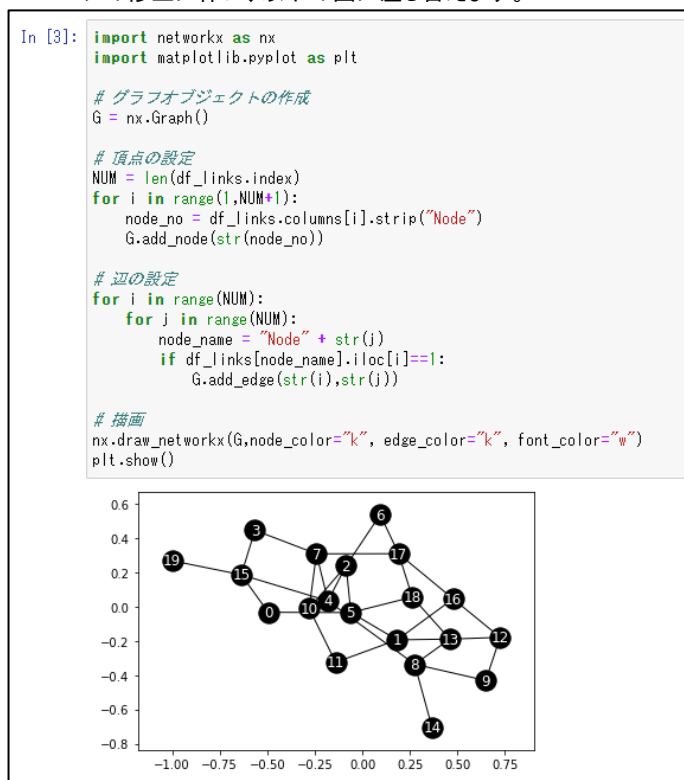 In [3]: import networkx as nx
import matplotlib.pyplot as plt
# グラフオブジェクトの作成
G = nx.Graph()
# 頂点の設定
NUM = len(df_links.index)
for i in range(1,NUM+1):
node_no = df_links.columns[i].strip("Node")
G.add_node(str(node_no))
# 辺の設定
for i in range(NUM):
for j in range(NUM):
node_name = "Node" + str(j)
if df_links[node_name].iloc[i]==1:
G.add_edge(str(i),str(j))
# 描画
nx.draw_networkx(G,node_color="k", edge_color="k", font_color="w")
plt.show()
0.6
0.4
0.2
0.0
−0.2
−0.4
−0.6
−0.8
6
3
7
17
2
19
15
4
18
16
0
10
5
1
13
12
11
8
9
14
−1.00 −0.75 −0.50 −0.25 0.00 0.25 0.50 0.75